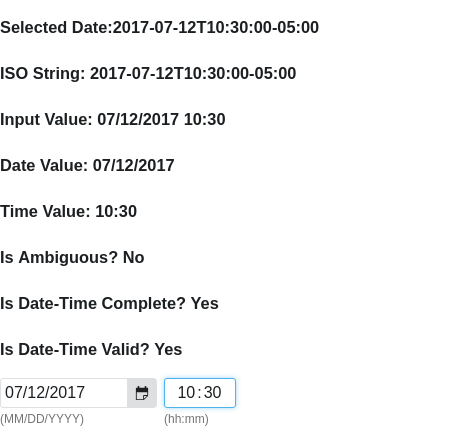 Selected Date:2017-07-12T10:30:00-05:00
ISO String: 2017-07-12T10:30:00-05:00
Input Value: 07/12/2017 10:30
Date Value: 07/12/2017
Time Value: 10:30
Is Ambiguous? No
Is Date-Time Complete? Yes
Is Date-Time Valid? Yes
07/12/2017 10:30
(MM/DD/YYYY) (hh:mm)